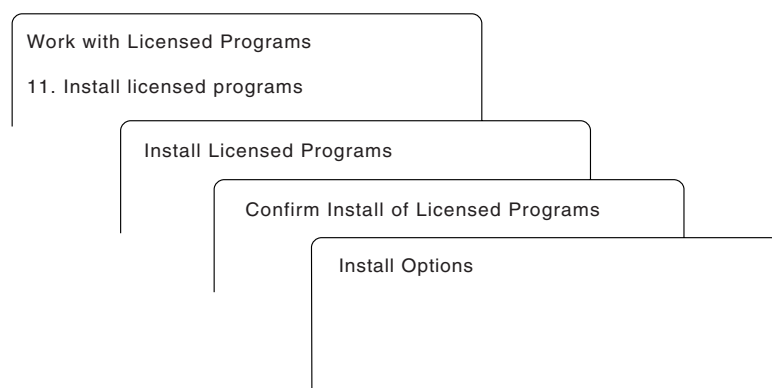 Work with Licensed Programs
11. Install licensed programs
Install Licensed Programs
Confirm Install of Licensed Programs
Install Options